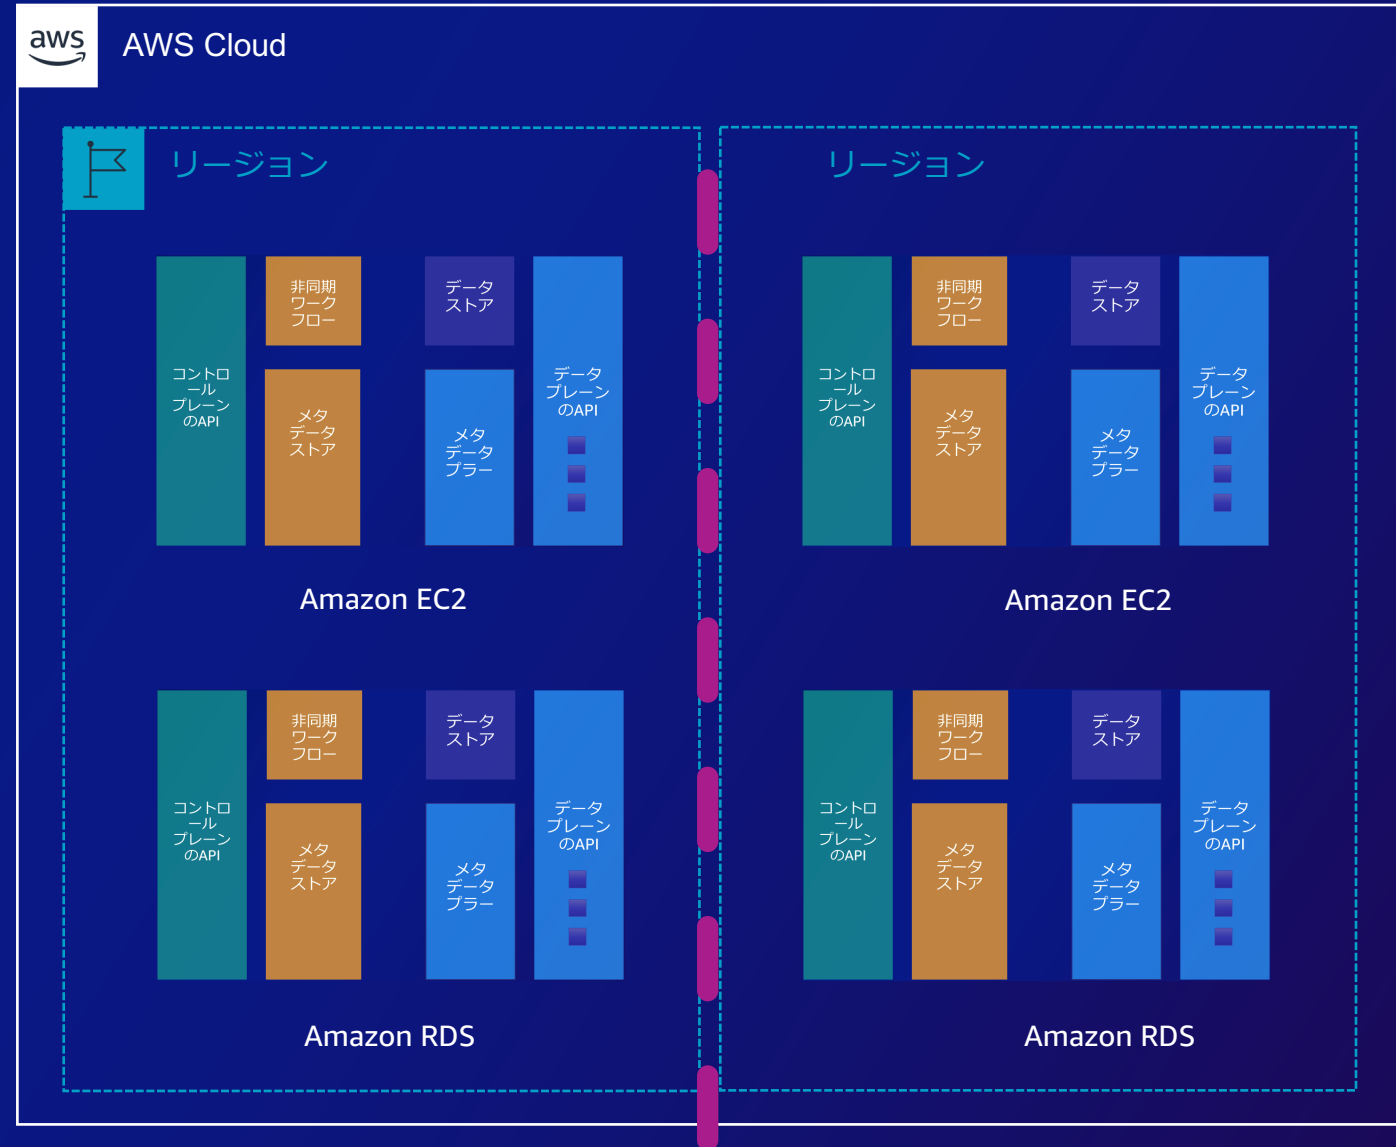 aws
AWS Cloud
リージョン
コントロ
ール
プレーン
のAPI
非同期
ワーク
フロー
メタ
データ
ストア
データ
ストア
メタ
データ
プラー
データ
プレーン
のAPI
Amazon EC2
コントロ
ール
プレーン
のAPI
非同期
ワーク
フロー
メタ
データ
ストア
データ
ストア
メタ
データ
プラー
データ
プレーン
のAPI
Amazon RDS
リージョン
コントロ
ール
プレーン
のAPI
非同期
ワーク
フロー
メタ
データ
ストア
データ
ストア
メタ
データ
プラー
データ
プレーン
のAPI
Amazon EC2
コントロ
ール
プレーン
のAPI
非同期
ワーク
フロー
メタ
データ
ストア
データ
ストア
メタ
データ
プラー
データ
プレーン
のAPI
Amazon RDS